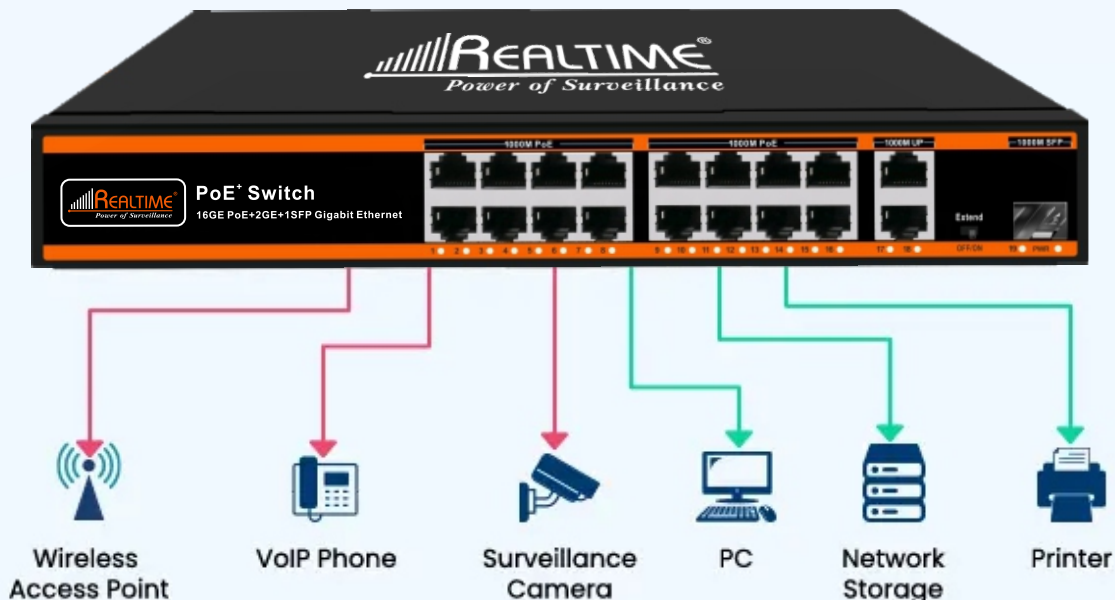 REALTIME®
Power of Surveillance
1000M PoE
1000M PoE
1000M UP
1000M SFP
REALTIME®
Power of Surveillance
PoE+ Switch
16GE PoE+2GE+1SFP Gigabit Ethernet
Extend
OFF/ON
1 2 3 4 5 6 7 8
9 10 11 12 13 14 15 16
17 18
19 PWR
Wireless
Access Point
VoIP Phone
Surveillance
Camera
PC
Network
Storage
Printer